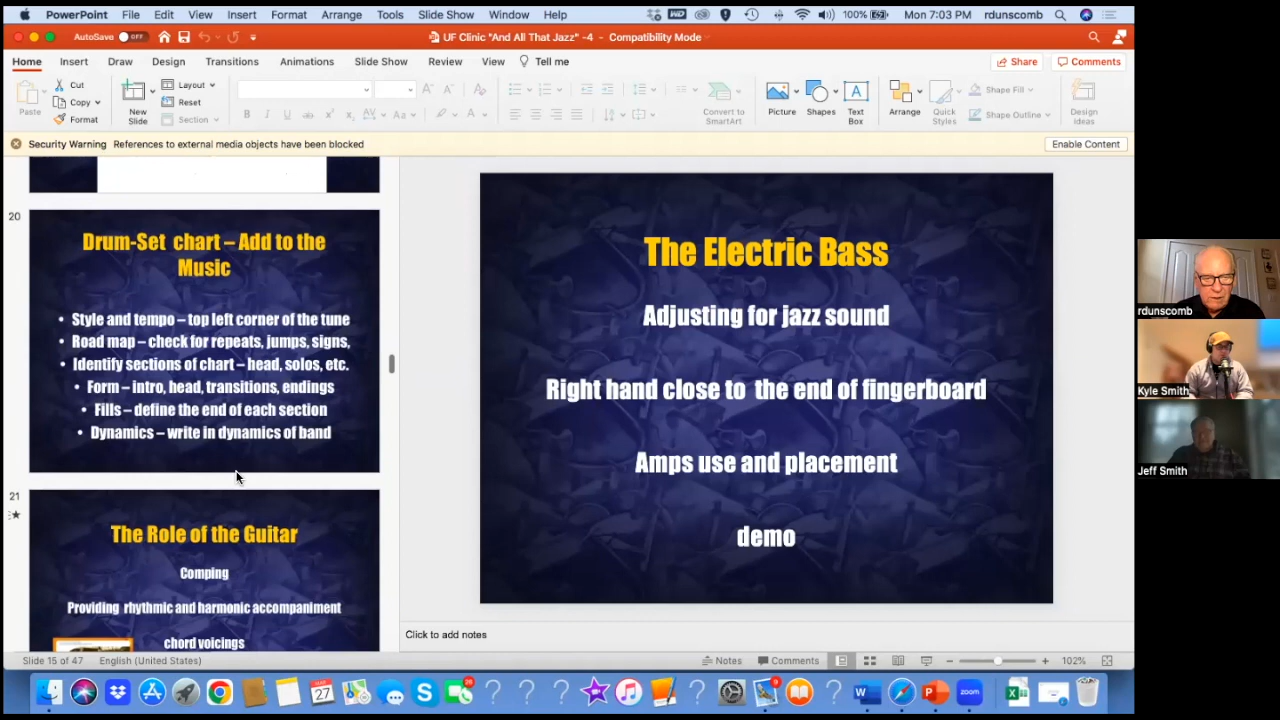 PowerPoint File Edit View Insert Format Arrange Tools Slide Show Window Help
100% Mon 7:03 PM rdunscomb
AutoSave OFF
UF Clinic "And All That Jazz" -4 - Compatibility Mode
Home Insert Draw Design Transitions Animations Slide Show Review View Tell me
Share Comments
Paste
Cut
Copy
Format
New Slide
Layout
Reset
Section
Convert to SmartArt
Picture
Shapes
Text Box
Arrange
Quick Styles
Shape Fill
Shape Outline
Design Ideas
Security Warning References to external media objects have been blocked
Enable Content
20
Drum-Set chart – Add to the
Music
• Style and tempo – top left corner of the tune
• Road map – check for repeats, jumps, signs,
• Identify sections of chart – head, solos, etc.
• Forn – intro, head, transitions, endings
• Fills – define the end of each section
• Dynamics – write in dynamics of band
21
The Role of the Guitar
Comping
Providing rhythmic and harmonic accompaniment
chord voicings
The Electric Bass
Adjusting for jazz sound
Right hand close to the end of fingerboard
Amps use and placement
demo
Click to add notes
Slide 15 of 47 English (United States)
Notes Comments 102%
rdunscomb
Kyle Smith
Jeff Smith
MAR
27
zoom